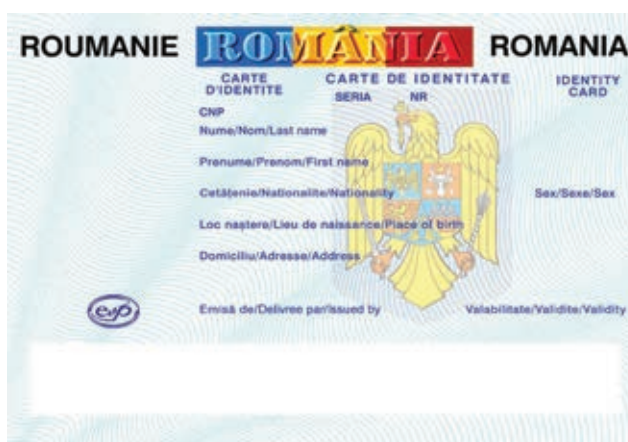 ROUMANIE ROMÂNIA ROMANIA
CARTE D'IDENTITE CARTE DE IDENTITATE IDENTITY CARD
SERIA NR
CNP
Nume/Nom/Last name
Prenume/Prenom/First name
Cetăţenie/Nationalite/Nationality Sex/Sexe/Sex
Loc naştere/Lieu de naissance/Place of birth
Domiciliu/Adresse/Address
Emisă de/Delivree par/Issued by Valabilitate/Validite/Validity